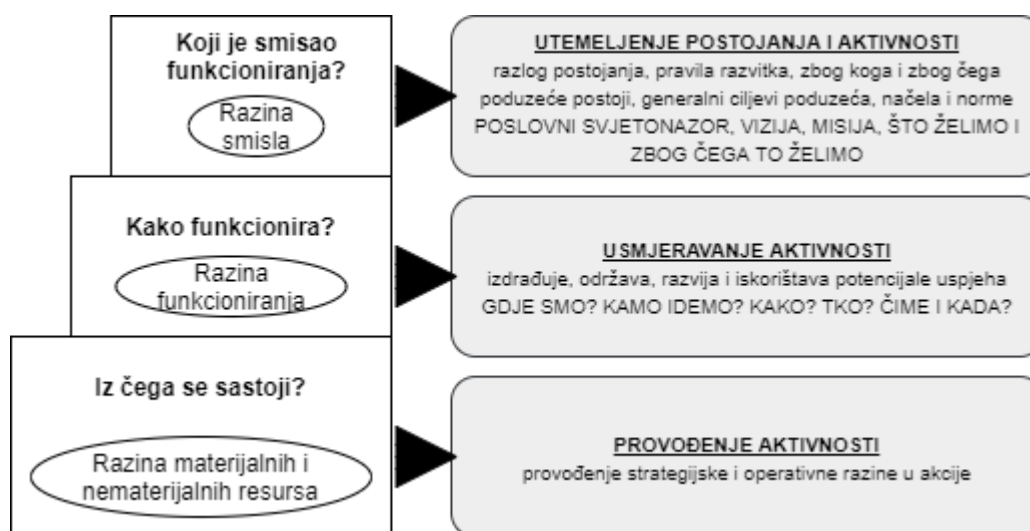 Koji je smisao
funkcioniranja?
Razina
smisla
UTEMELJENJE POSTOJANJA I AKTIVNOSTI
razlog postojanja, pravila razvitka, zbog koga i zbog čega
poduzeće postoji, generalni ciljevi poduzeća, načela i norme
POSLOVNI SVJETONAZOR, VIZIJA, MISIJA, ŠTO ŽELIMO I
ZBOG ČEGA TO ŽELIMO
Kako funkcionira?
Razina
funkcioniranja
USMJERAVANJE AKTIVNOSTI
izdrađuje, održava, razvija i iskorištava potencijale uspjeha
GDJE SMO? KAMO IDEMO? KAKO? TKO? ČIME I KADA?
Iz čega se sastoji?
Razina materijalnih i
nematerijalnih resursa
PROVOĐENJE AKTIVNOSTI
provođenje strategijske i operativne razine u akcije